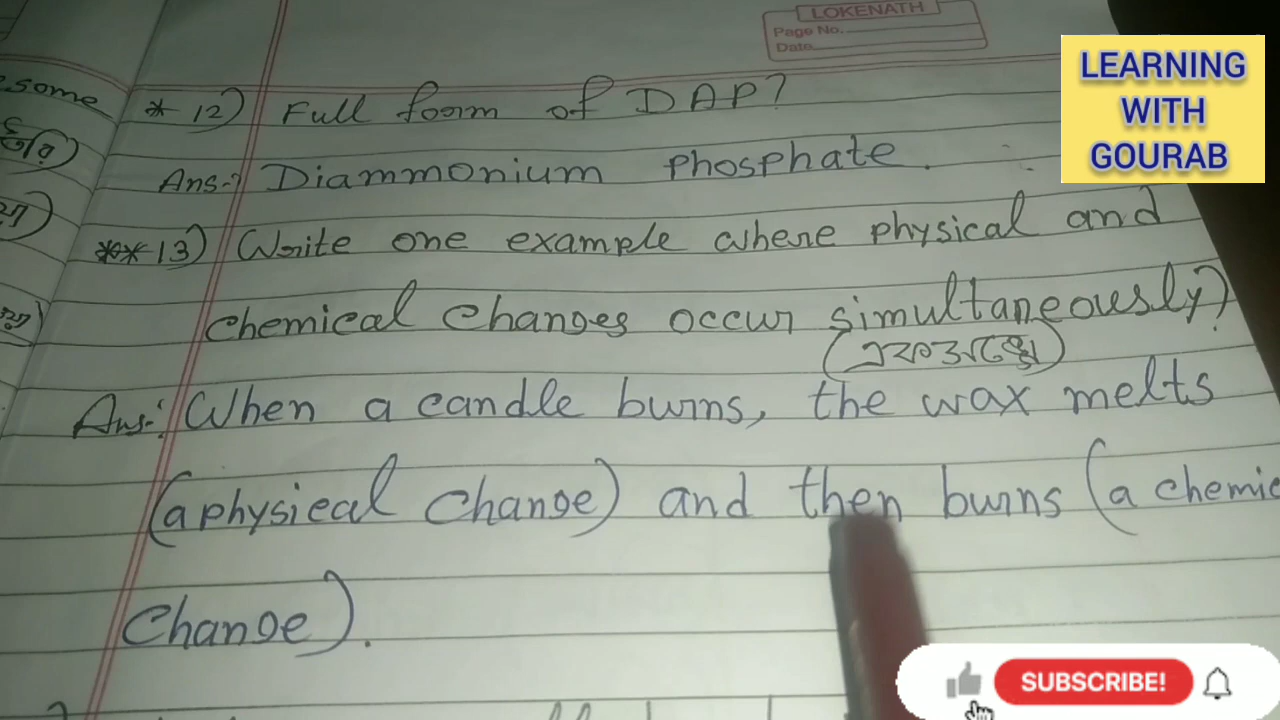 LOKENATH
Page No.
Date
LEARNING
WITH
GOURAB
some
* 12) Full form of DAP?
Ans:- Diammonium phosphate.
*** 13) Write one example where physical and
chemical changes occur simultaneously?
Ans:- When a candle burns, the wax melts
(a physical change) and then burns (a chemic
change).
SUBSCRIBE!